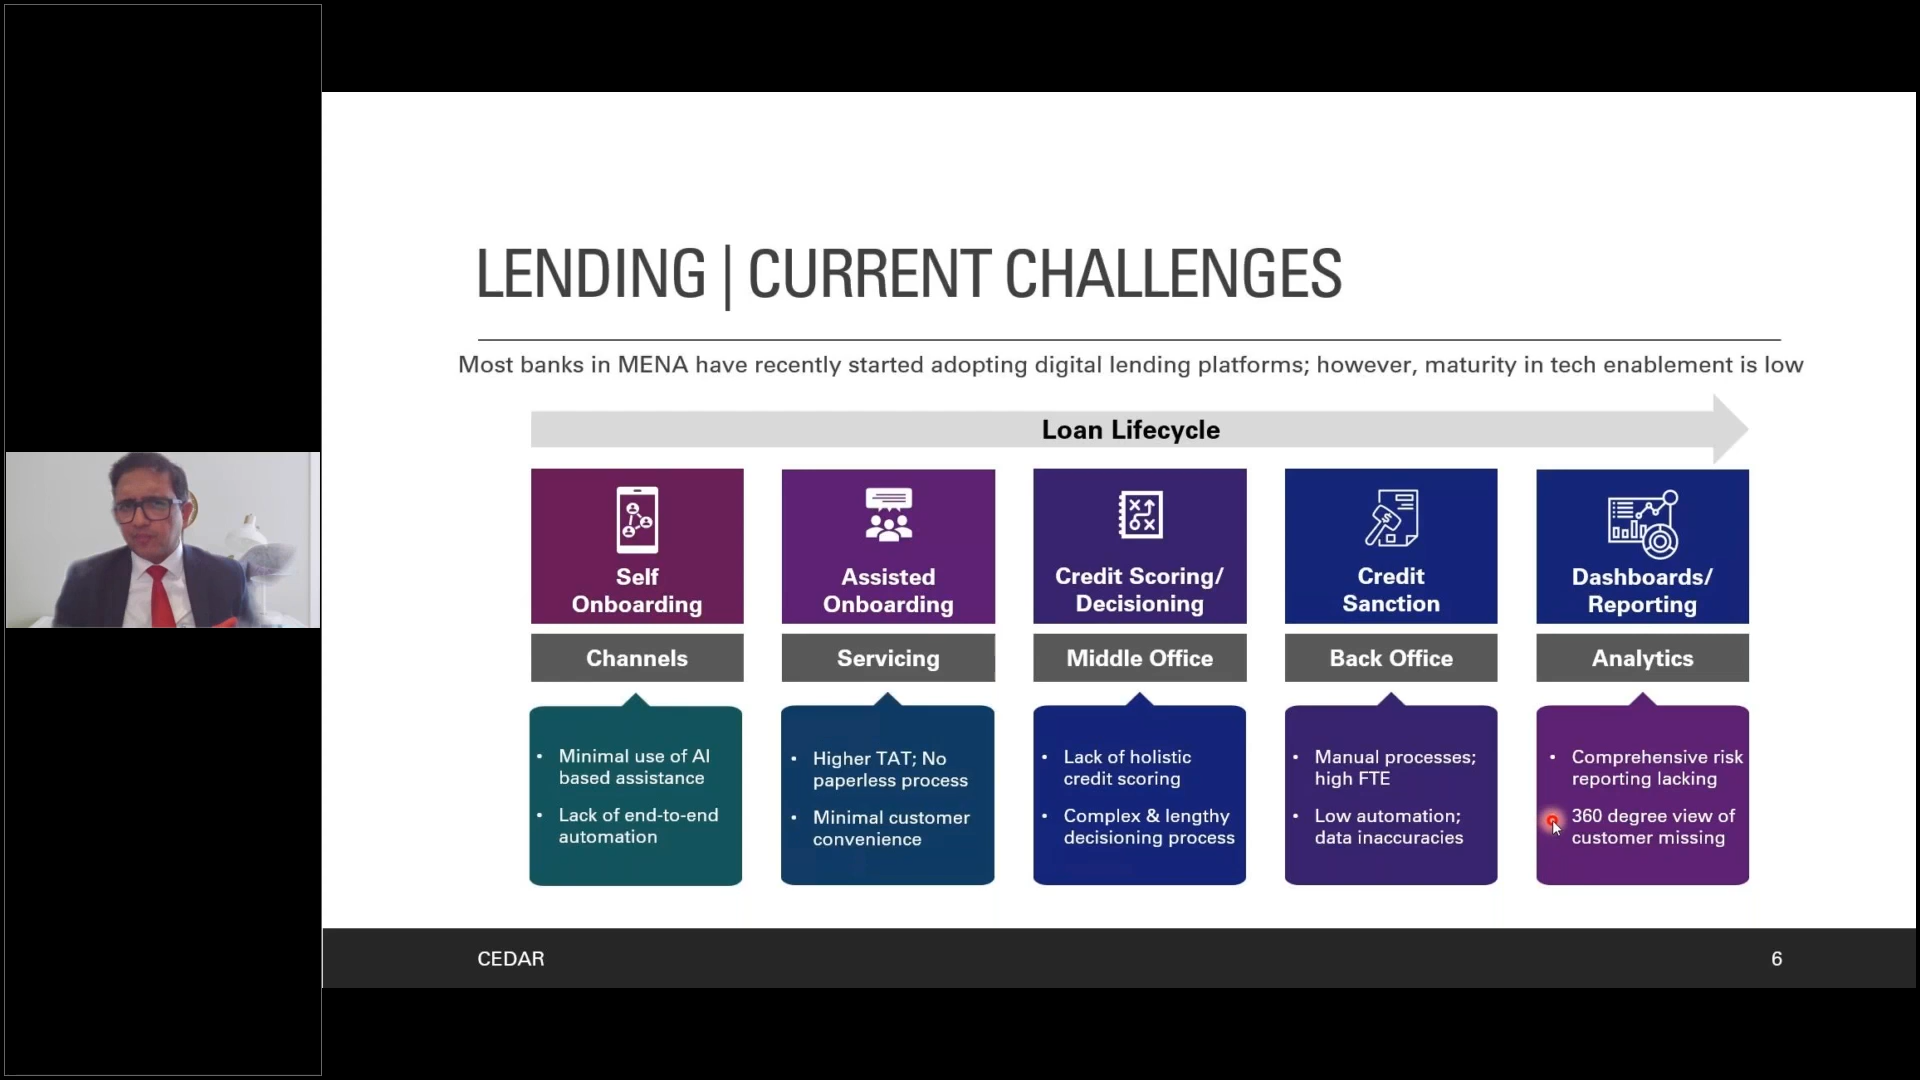 LENDING | CURRENT CHALLENGES
Most banks in MENA have recently started adopting digital lending platforms; however, maturity in tech enablement is low
Loan Lifecycle
Self
Onboarding
Channels
• Minimal use of AI
based assistance
• Lack of end-to-end
automation
Assisted
Onboarding
Servicing
• Higher TAT; No
paperless process
• Minimal customer
convenience
Credit Scoring/
Decisioning
Middle Office
• Lack of holistic
credit scoring
• Complex & lengthy
decisioning process
Credit
Sanction
Back Office
• Manual processes;
high FTE
• Low automation;
data inaccuracies
Dashboards/
Reporting
Analytics
• Comprehensive risk
reporting lacking
• 360 degree view of
customer missing
CEDAR
6